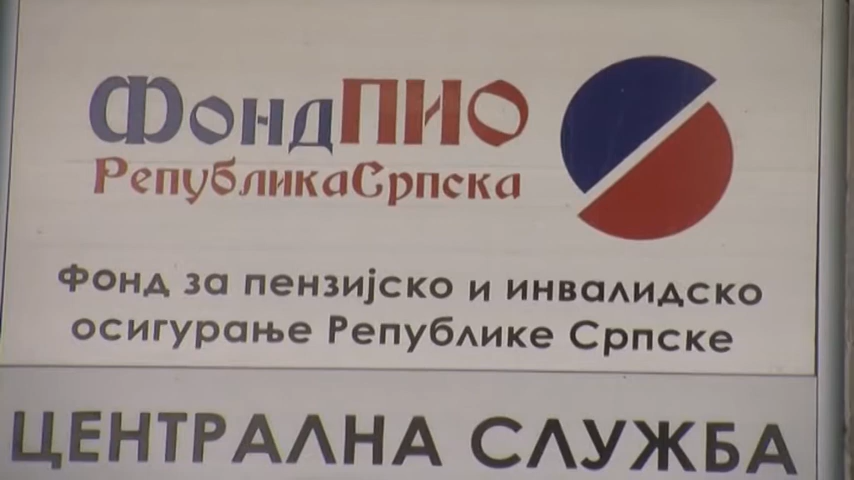 ФондПИО
РепубликаСрпска
Фонд за пензијско и инвалидско
осигурање Републике Српске
ЦЕНТРАЛНА СЛУЖБА